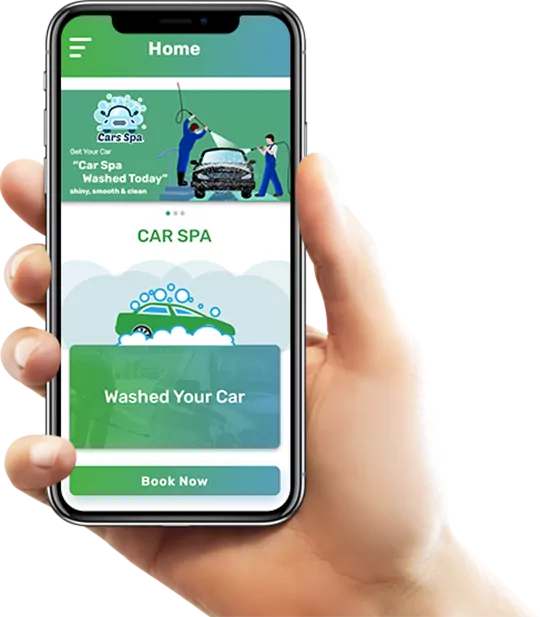 Home
Cars Spa
Get Your Car
"Car Spa
Washed Today"
shiny, smooth & clean
CAR SPA
Washed Your Car
Book Now